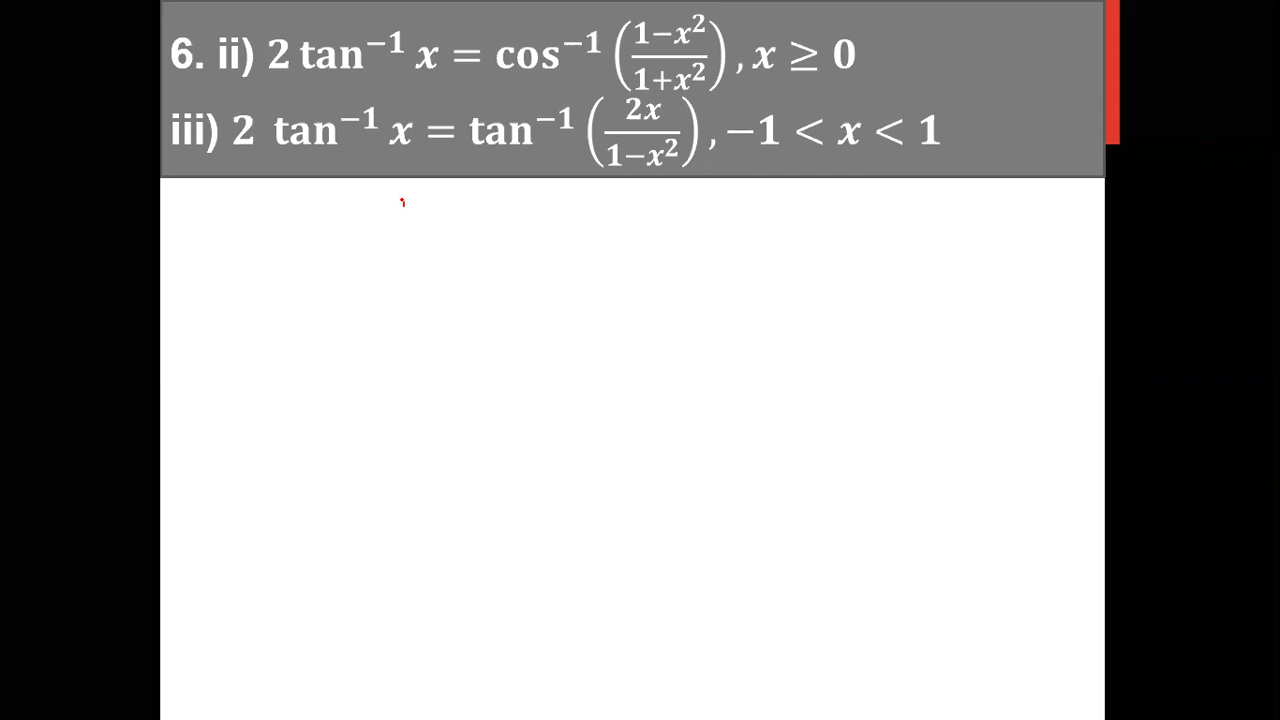 6. ii) 2 tan⁻¹ x = cos⁻¹ ((1−x²)/(1+x²)), x ≥ 0
iii) 2 tan⁻¹ x = tan⁻¹ (2x/(1−x²)), −1 < x < 1